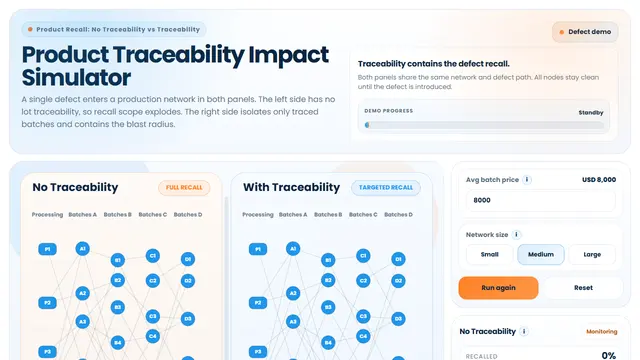 Product Recall: No Traceability vs Traceability
Product Traceability Impact
Simulator
A single defect enters a production network in both panels. The left side has no
lot traceability, so recall scope explodes. The right side isolates only traced
batches and contains the blast radius.
Defect demo
Traceability contains the defect recall.
Both panels share the same network and defect path. All nodes stay clean
until the defect is introduced.
DEMO PROGRESS
Standby
No Traceability
FULL RECALL
Processing Batches A Batches B Batches C Batches D
P1 A1 B1 C1 D1
B2 C2 D2
P2 A2 B3 C3 D3
A3 B4 C4
P3
With Traceability
TARGETED RECALL
Processing Batches A Batches B Batches C Batches D
P1 A1 B1 C1 D1
B2 C2 D2
P2 A2 B3 C3 D3
A3 B4 C4
P3
Avg batch price i USD 8,000
8000
Network size i
Small Medium Large
Run again Reset
No Traceability i Monitoring
RECALLED 0%